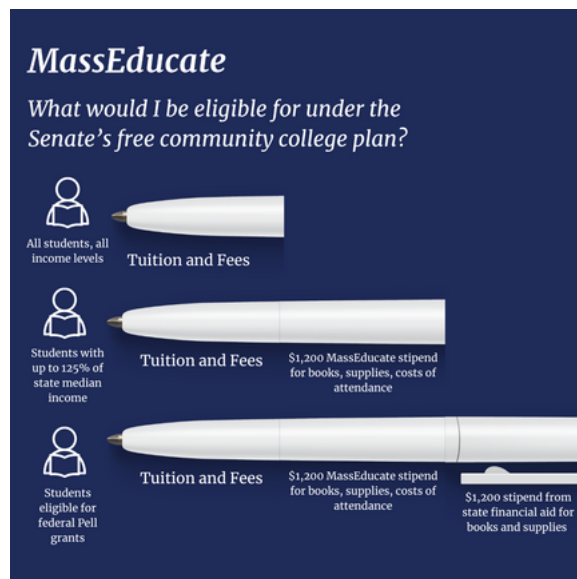 MassEducate
What would I be eligible for under the
Senate's free community college plan?
All students, all
income levels
Tuition and Fees
Students with
up to 125% of
state median
income
Tuition and Fees
$1,200 MassEducate stipend
for books, supplies, costs of
attendance
Students
eligible for
federal Pell
grants
Tuition and Fees
$1,200 MassEducate stipend
for books, supplies, costs of
attendance
$1,200 stipend from
state financial aid for
books and supplies